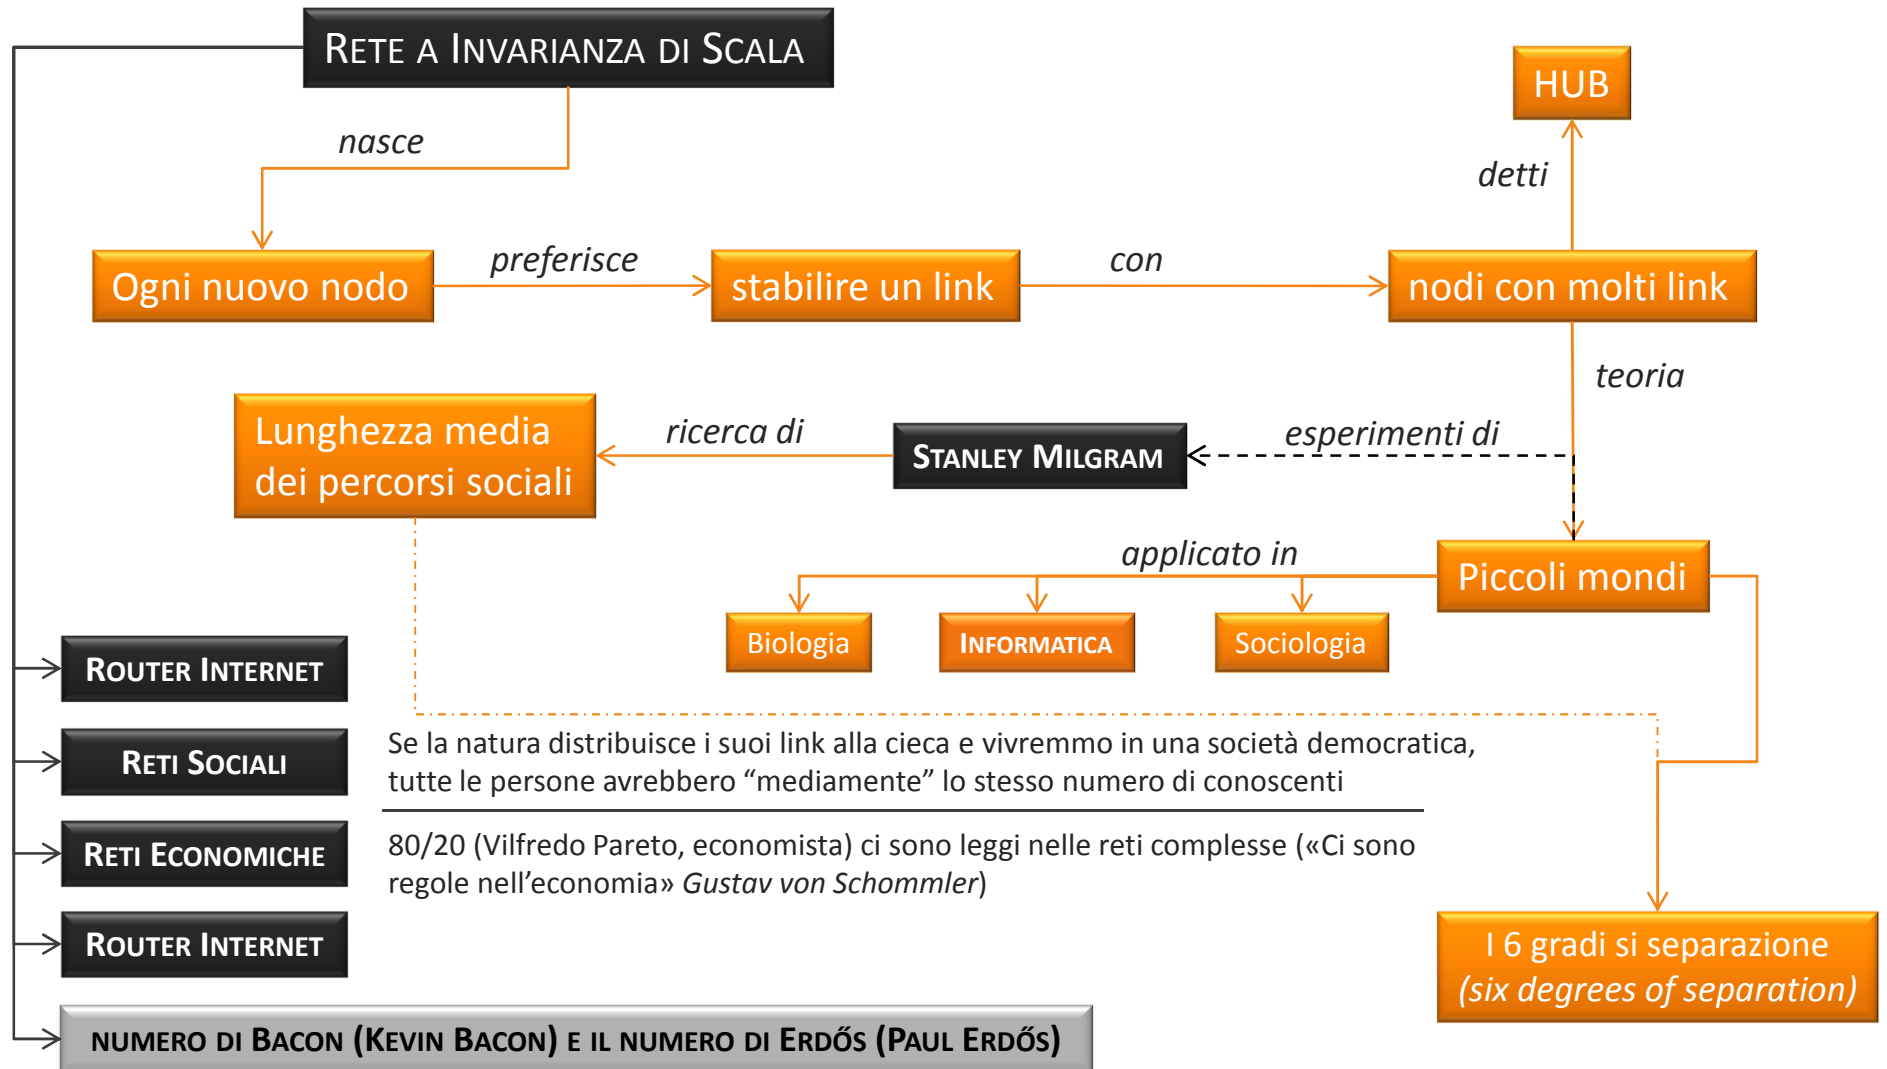 RETE A INVARIANZA DI SCALA
HUB
nasce
detti
Ogni nuovo nodo
preferisce
stabilire un link
con
nodi con molti link
teoria
Lunghezza media
dei percorsi sociali
ricerca di
STANLEY MILGRAM
esperimenti di
applicato in
Piccoli mondi
Biologia
INFORMATICA
Sociologia
ROUTER INTERNET
RETI SOCIALI
Se la natura distribuisce i suoi link alla cieca e vivremmo in una società democratica,
tutte le persone avrebbero “mediamente” lo stesso numero di conoscenti
RETI ECONOMICHE
80/20 (Vilfredo Pareto, economista) ci sono leggi nelle reti complesse («Ci sono
regole nell’economia» Gustav von Schommler)
ROUTER INTERNET
I 6 gradi si separazione
(six degrees of separation)
NUMERO DI BACON (KEVIN BACON) E IL NUMERO DI ERDŐS (PAUL ERDŐS)